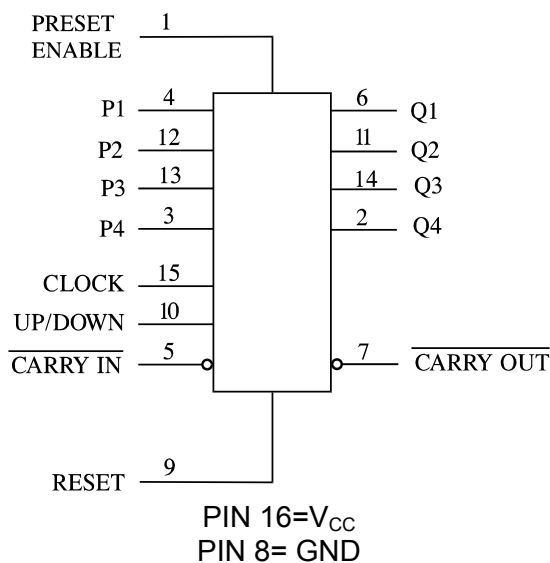 PRESET 1
ENABLE
P1 4 6 Q1
P2 12 11 Q2
P3 13 14 Q3
P4 3 2 Q4
CLOCK 15
UP/DOWN 10
CARRY IN 5 7 CARRY OUT
RESET 9
PIN 16=VCC
PIN 8= GND